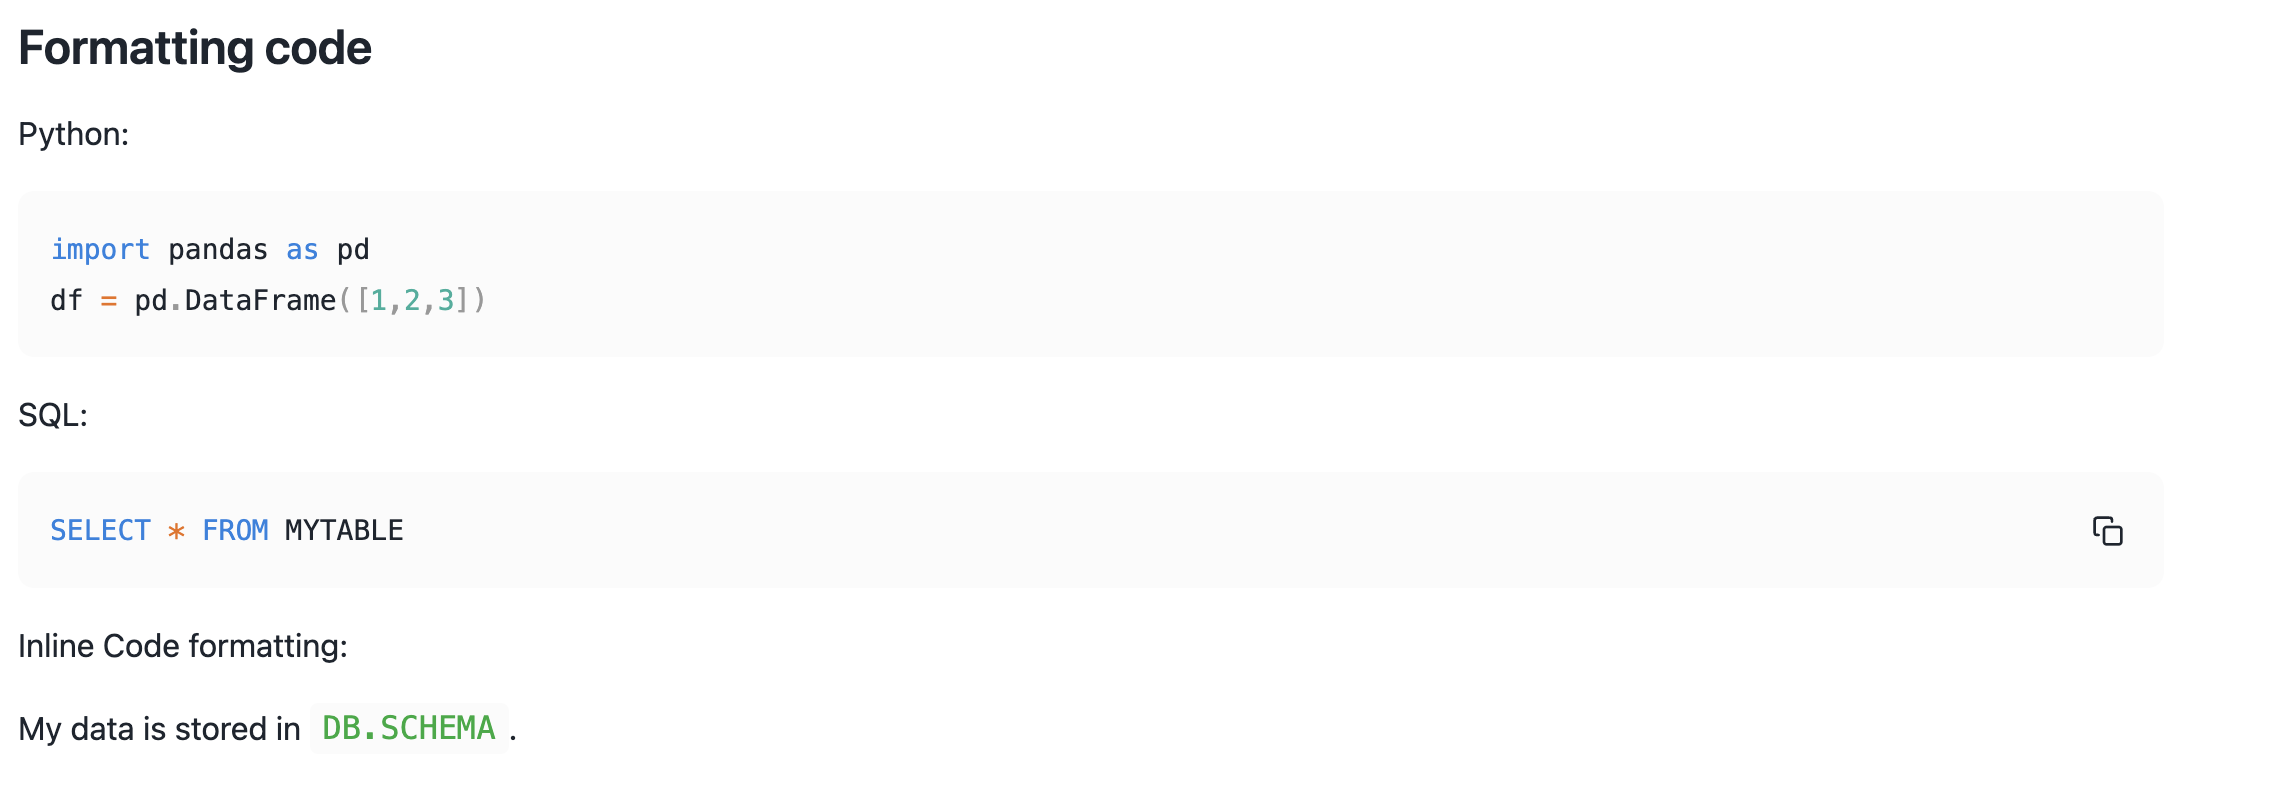 Formatting code
Python:
import pandas as pd
df = pd.DataFrame([1,2,3])
SQL:
SELECT * FROM MYTABLE
Inline Code formatting:
My data is stored in DB.SCHEMA.